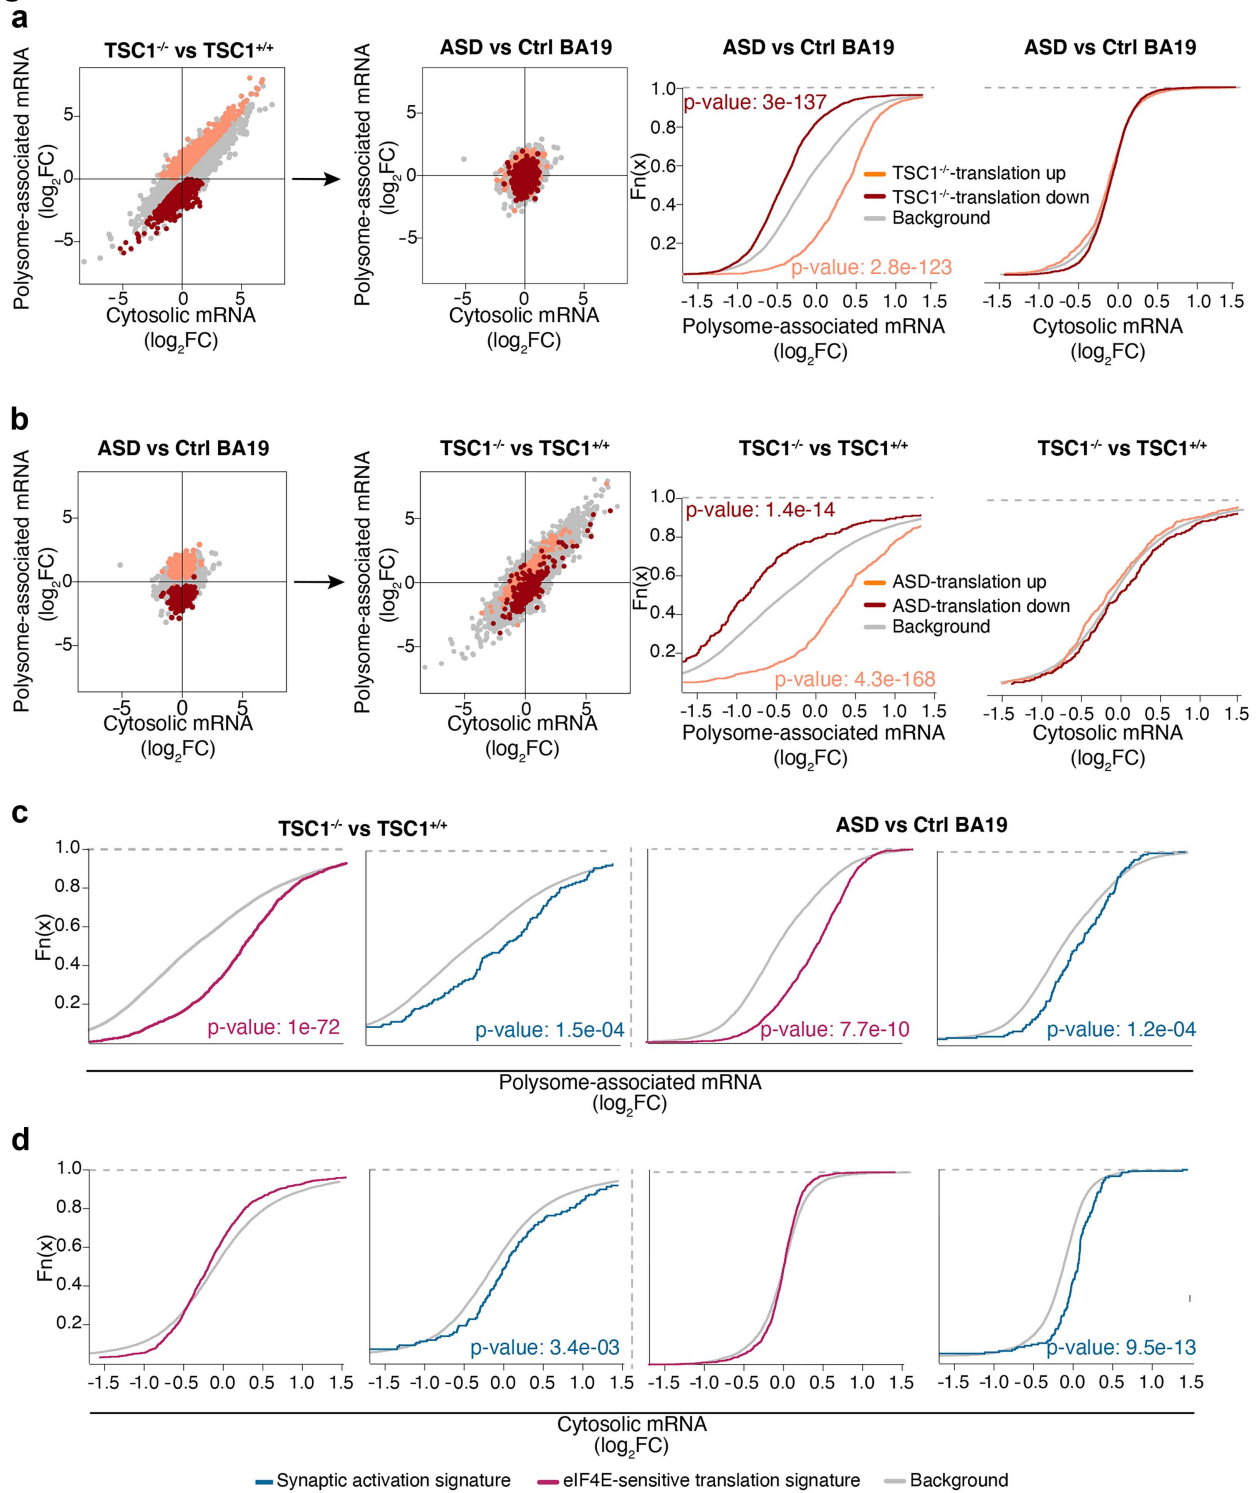 a
TSC1-/- vs TSC1+/+
ASD vs Ctrl BA19
ASD vs Ctrl BA19
ASD vs Ctrl BA19
Polysome-associated mRNA
(log2FC)
5
0
−5
-5
0
5
Cytosolic mRNA
(log2FC)
Polysome-associated mRNA
(log2FC)
5
0
−5
-5
0
5
Cytosolic mRNA
(log2FC)
Fn(x)
1.0
0.8
0.6
0.4
0.2
p-value: 3e-137
TSC1-/--translation up
TSC1-/--translation down
Background
p-value: 2.8e-123
-1.5 -1.0 -0.5 0.0 0.5 1.0 1.5
Polysome-associated mRNA
(log2FC)
-1.5 -1.0 -0.5 0.0 0.5 1.0 1.5
Cytosolic mRNA
(log2FC)
b
ASD vs Ctrl BA19
TSC1-/- vs TSC1+/+
TSC1-/- vs TSC1+/+
TSC1-/- vs TSC1+/+
Polysome-associated mRNA
(log2FC)
5
0
−5
-5
0
5
Cytosolic mRNA
(log2FC)
Polysome-associated mRNA
(log2FC)
5
0
−5
-5
0
5
Cytosolic mRNA
(log2FC)
Fn(x)
1.0
0.8
0.6
0.4
0.2
p-value: 1.4e-14
ASD-translation up
ASD-translation down
Background
p-value: 4.3e-168
-1.5 -1.0 -0.5 0.0 0.5 1.0 1.5
Polysome-associated mRNA
(log2FC)
-1.5 -1.0 -0.5 0.0 0.5 1.0 1.5
Cytosolic mRNA
(log2FC)
c
TSC1-/- vs TSC1+/+
ASD vs Ctrl BA19
Fn(x)
1.0
0.8
0.6
0.4
0.2
p-value: 1e-72
p-value: 1.5e-04
p-value: 7.7e-10
p-value: 1.2e-04
Polysome-associated mRNA
(log2FC)
d
Fn(x)
1.0
0.8
0.6
0.4
0.2
p-value: 3.4e-03
p-value: 9.5e-13
-1.5 -1.0 -0.5 0.0 0.5 1.0 1.5
-1.5 -1.0 -0.5 0.0 0.5 1.0 1.5
-1.5 -1.0 -0.5 0.0 0.5 1.0 1.5
-1.5 -1.0 -0.5 0.0 0.5 1.0 1.5
Cytosolic mRNA
(log2FC)
Synaptic activation signature
eIF4E-sensitive translation signature
Background